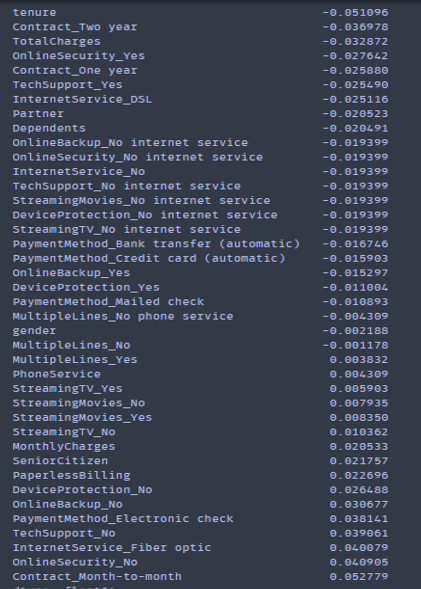 tenure -0.051096
Contract_Two year -0.036978
TotalCharges -0.032872
OnlineSecurity_Yes -0.027642
Contract_One year -0.025880
TechSupport_Yes -0.025490
InternetService_DSL -0.025116
Partner -0.020523
Dependents -0.020491
OnlineBackup_No internet service -0.019399
OnlineSecurity_No internet service -0.019399
InternetService_No -0.019399
TechSupport_No internet service -0.019399
StreamingMovies_No internet service -0.019399
DeviceProtection_No internet service -0.019399
StreamingTV_No internet service -0.019399
PaymentMethod_Bank transfer (automatic) -0.016746
PaymentMethod_Credit card (automatic) -0.015903
OnlineBackup_Yes -0.015297
DeviceProtection_Yes -0.011004
PaymentMethod_Mailed check -0.010893
MultipleLines_No phone service -0.004309
gender -0.002188
MultipleLines_No -0.001178
MultipleLines_Yes 0.003832
PhoneService 0.004309
StreamingTV_Yes 0.005903
StreamingMovies_No 0.007935
StreamingMovies_Yes 0.008350
StreamingTV_No 0.010362
MonthlyCharges 0.020533
SeniorCitizen 0.021757
PaperlessBilling 0.022696
DeviceProtection_No 0.026488
OnlineBackup_No 0.030677
PaymentMethod_Electronic check 0.038141
TechSupport_No 0.039061
InternetService_Fiber optic 0.040079
OnlineSecurity_No 0.040905
Contract_Month-to-month 0.052779